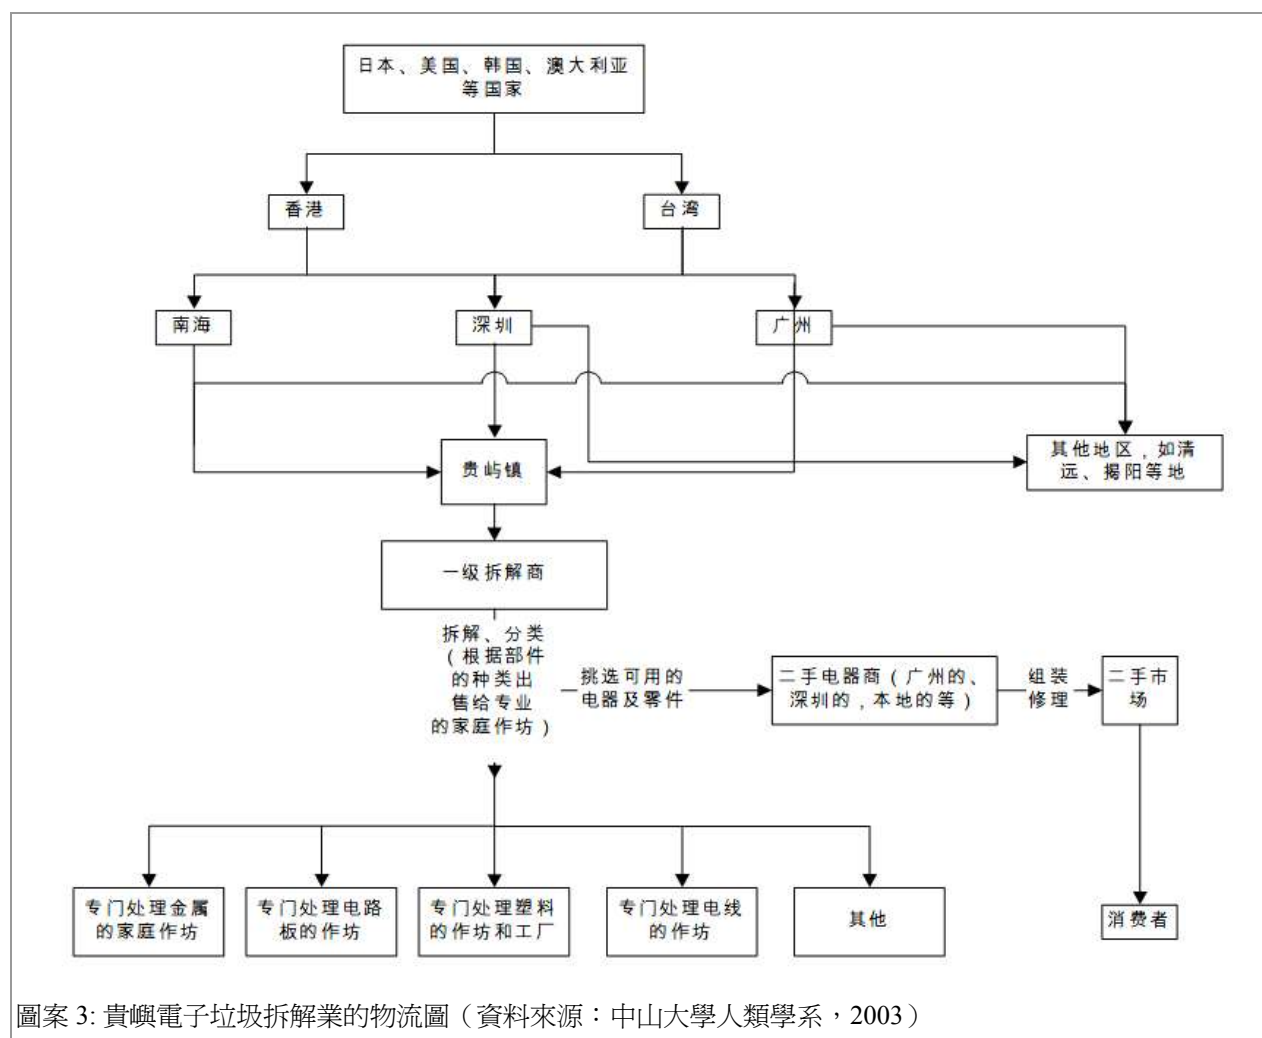 日本、美国、韩国、澳大利亚
等国家
香港
台湾
南海
深圳
广州
贵屿镇
其他地区，如清
远、揭阳等地
一级拆解商
拆解、分类
（根据部件
的种类出
售给专业
的家庭作坊）
挑选可用的
电器及零件
二手电器商（广州的、
深圳的，本地的等）
组装
修理
二手市
场
专门处理金属
的家庭作坊
专门处理电路
板的作坊
专门处理塑料
的作坊和工厂
专门处理电线
的作坊
其他
消费者
圖案 3: 貴嶼電子垃圾拆解業的物流圖（資料來源：中山大學人類學系，2003）